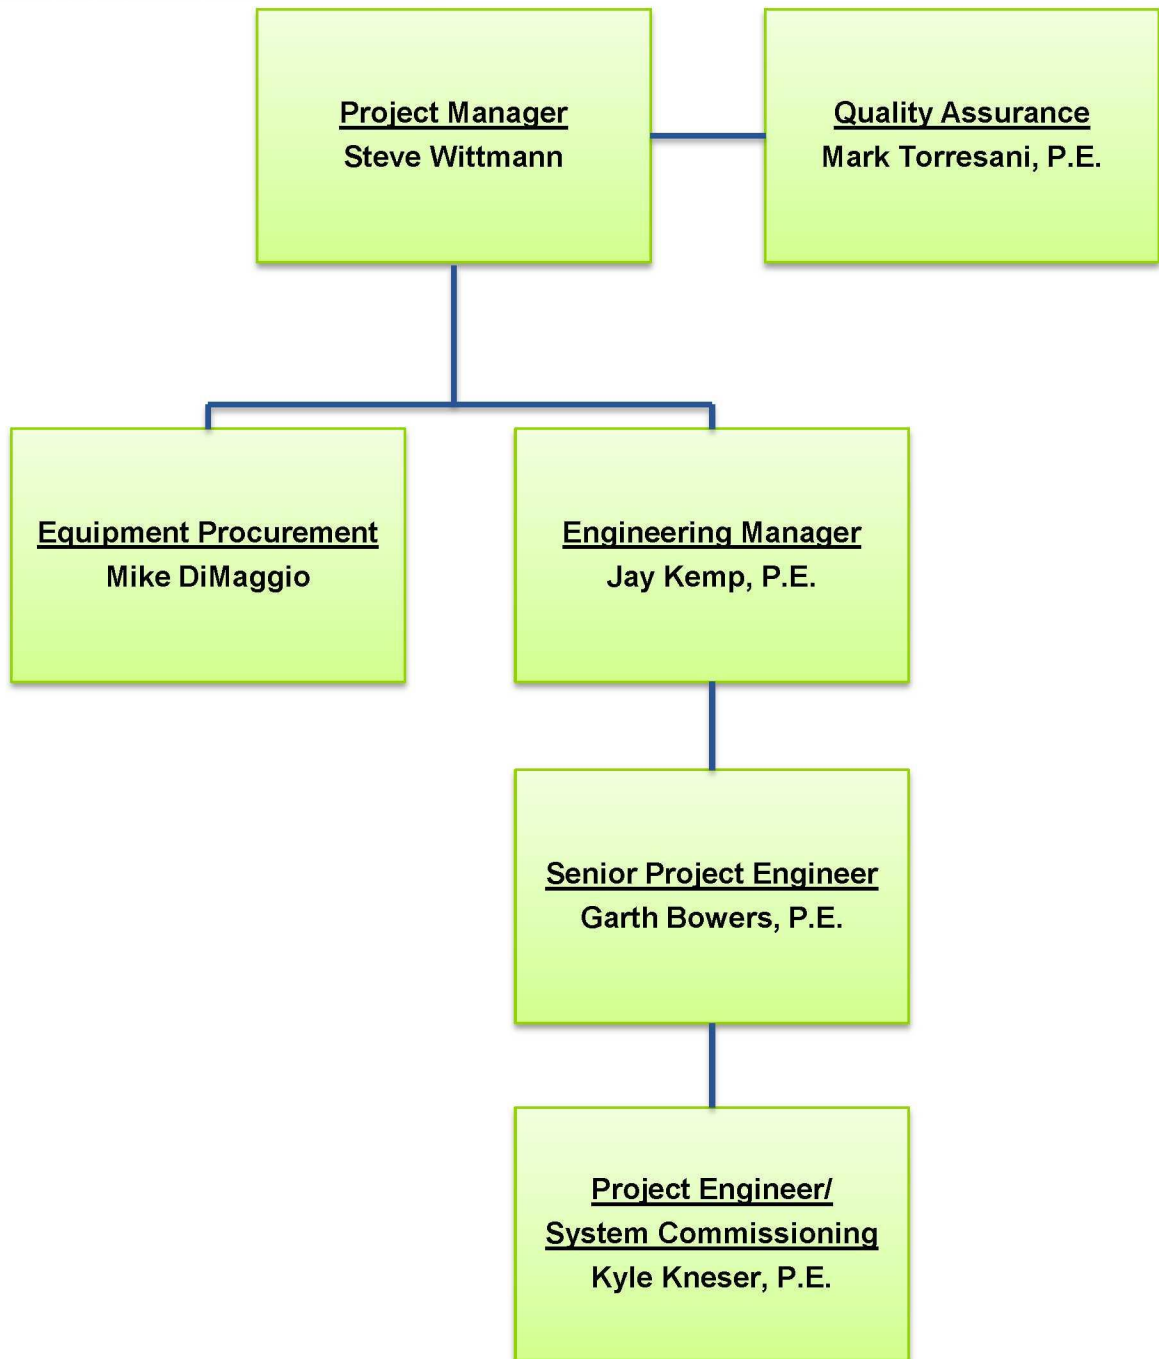 Project Manager
Steve Wittmann
Quality Assurance
Mark Torresani, P.E.
Equipment Procurement
Mike DiMaggio
Engineering Manager
Jay Kemp, P.E.
Senior Project Engineer
Garth Bowers, P.E.
Project Engineer/
System Commissioning
Kyle Kneser, P.E.